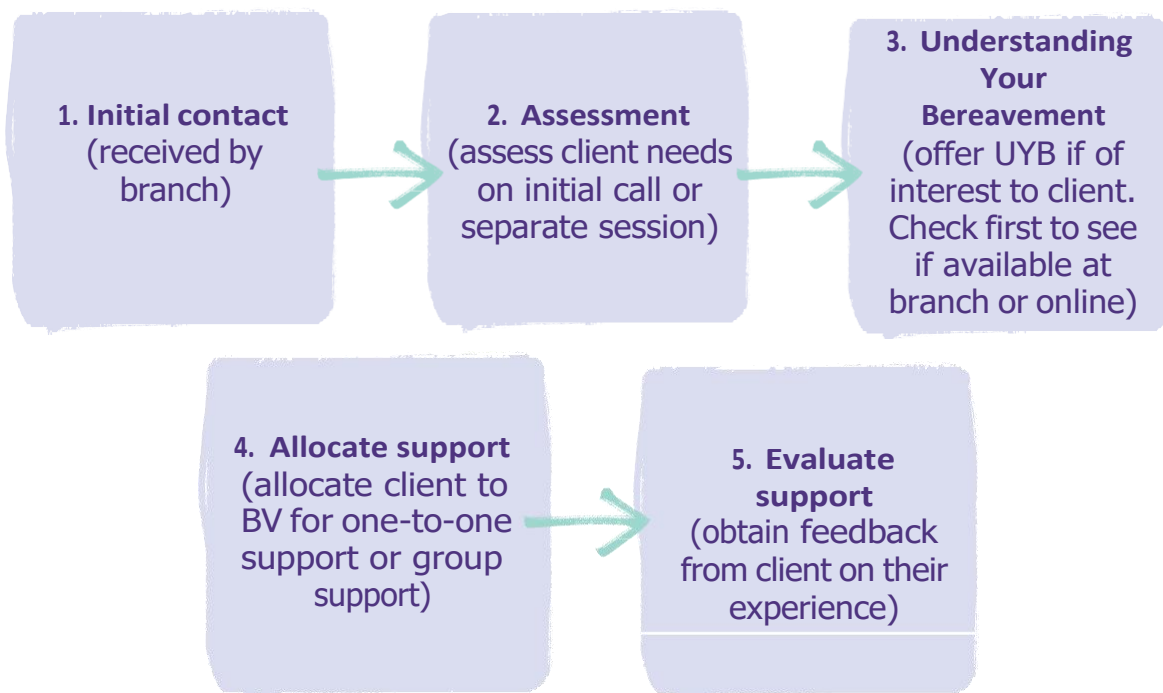 1. Initial contact
(received by
branch)
2. Assessment
(assess client needs
on initial call or
separate session)
3. Understanding
Your
Bereavement
(offer UYB if of
interest to client.
Check first to see
if available at
branch or online)
4. Allocate support
(allocate client to
BV for one-to-one
support or group
support)
5. Evaluate
support
(obtain feedback
from client on their
experience)